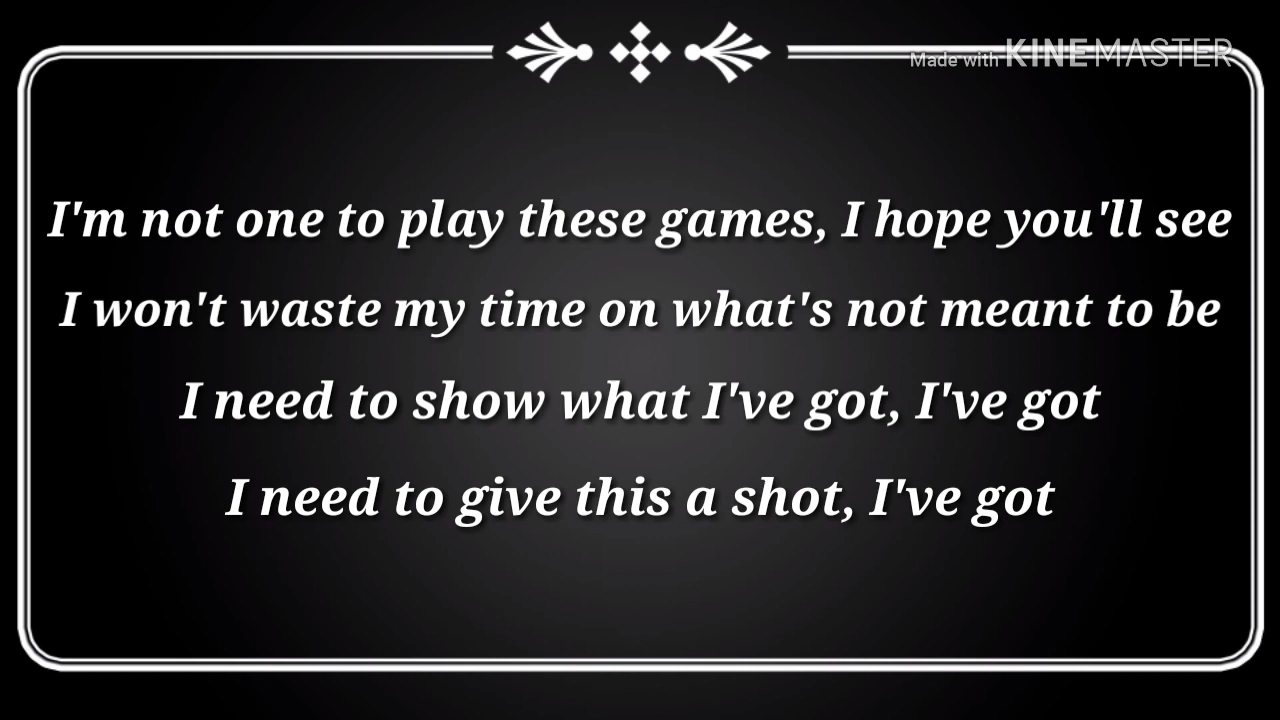 Made with KINEMASTER
I'm not one to play these games, I hope you'll see
I won't waste my time on what's not meant to be
I need to show what I've got, I've got
I need to give this a shot, I've got